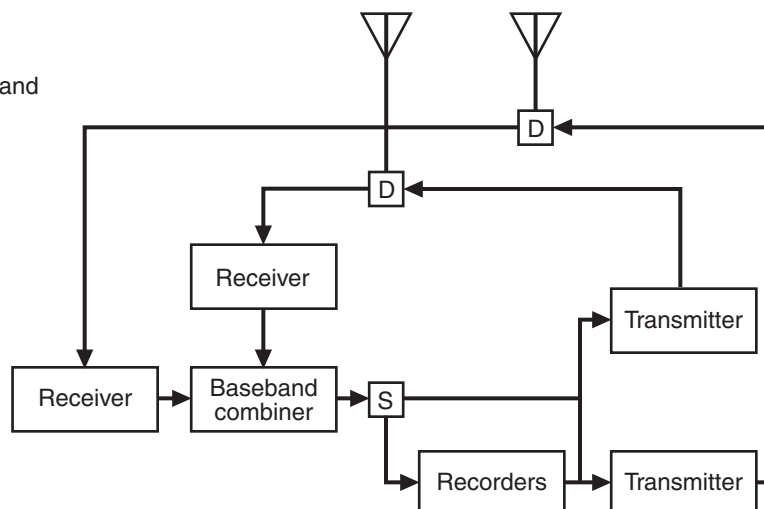 and
D
D
Receiver
Transmitter
Receiver
Baseband
combiner
S
Recorders
Transmitter